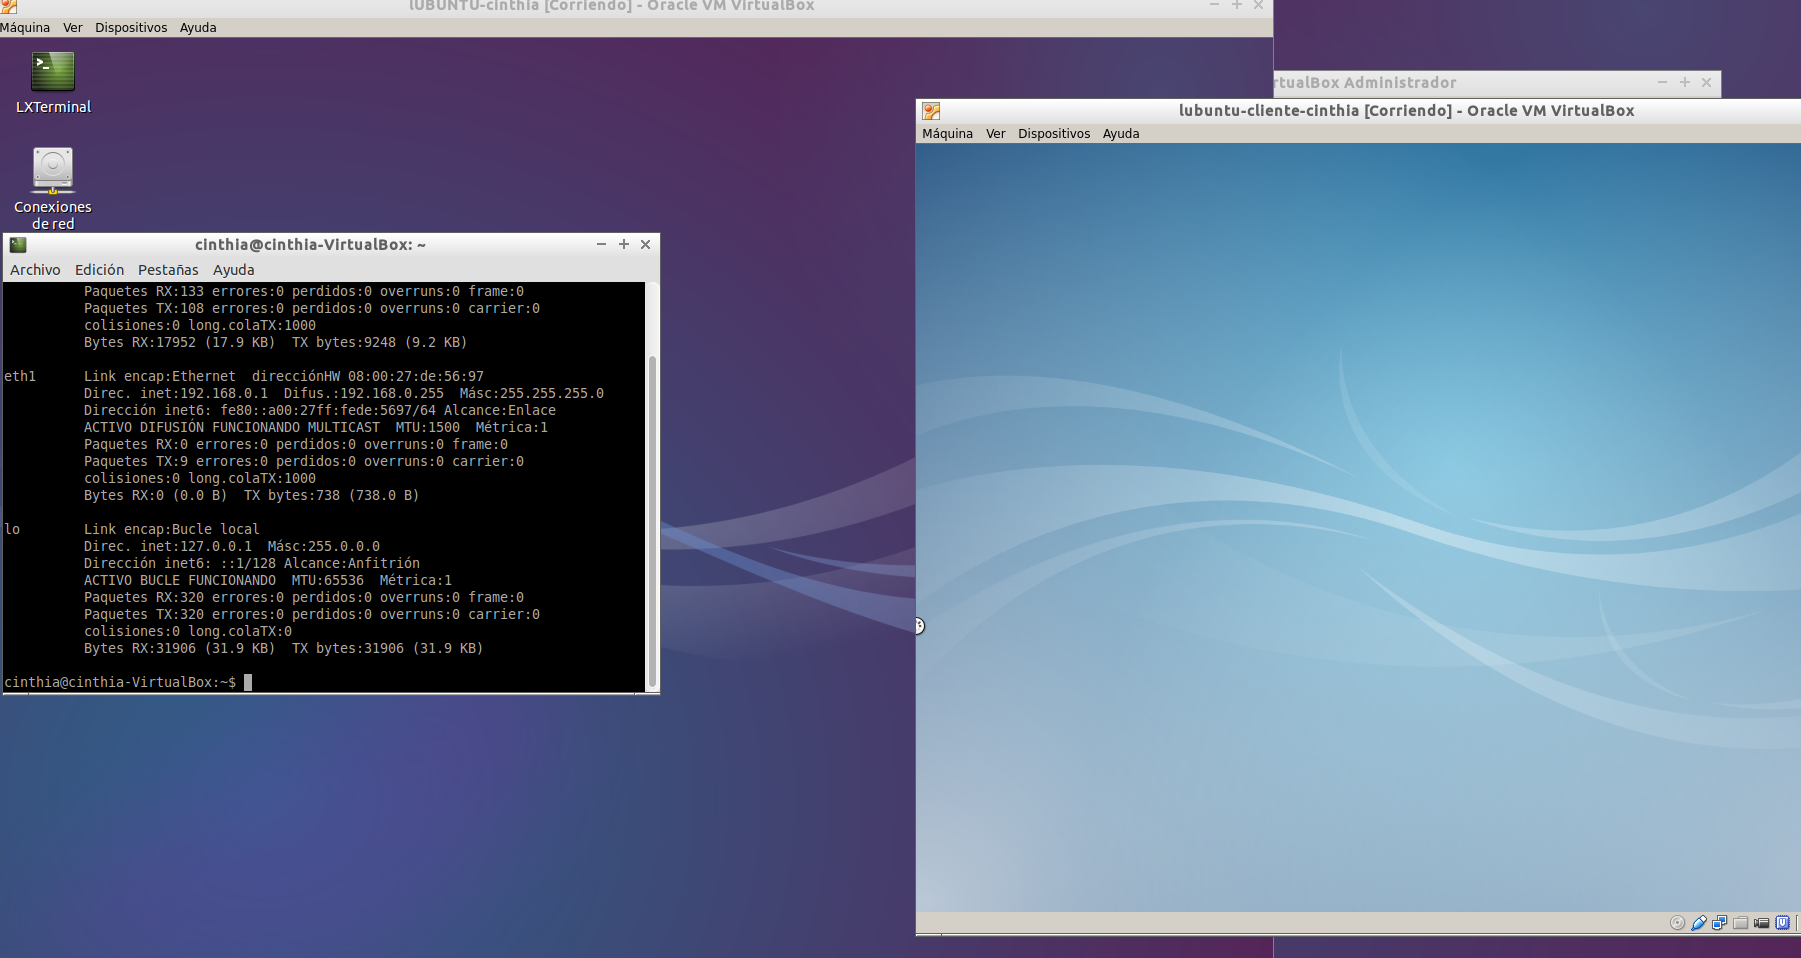 lUBUNTU-cinthia [Corriendo] - Oracle VM VirtualBox
Máquina Ver Dispositivos Ayuda
LXTerminal
Conexiones
de red
cinthia@cinthia-VirtualBox: ~
Archivo Edición Pestañas Ayuda
Paquetes RX:133 errores:0 perdidos:0 overruns:0 frame:0
Paquetes TX:108 errores:0 perdidos:0 overruns:0 carrier:0
colisiones:0 long.colaTX:1000
Bytes RX:17952 (17.9 KB)  TX bytes:9248 (9.2 KB)
eth1      Link encap:Ethernet  direcciónHW 08:00:27:de:56:97
Direc. inet:192.168.0.1  Difus.:192.168.0.255  Másc:255.255.255.0
Dirección inet6: fe80::a00:27ff:fede:5697/64 Alcance:Enlace
ACTIVO DIFUSIÓN FUNCIONANDO MULTICAST  MTU:1500  Métrica:1
Paquetes RX:0 errores:0 perdidos:0 overruns:0 frame:0
Paquetes TX:9 errores:0 perdidos:0 overruns:0 carrier:0
colisiones:0 long.colaTX:1000
Bytes RX:0 (0.0 B)  TX bytes:738 (738.0 B)
lo        Link encap:Bucle local
Direc. inet:127.0.0.1  Másc:255.0.0.0
Dirección inet6: ::1/128 Alcance:Anfitrión
ACTIVO BUCLE FUNCIONANDO  MTU:65536  Métrica:1
Paquetes RX:320 errores:0 perdidos:0 overruns:0 frame:0
Paquetes TX:320 errores:0 perdidos:0 overruns:0 carrier:0
colisiones:0 long.colaTX:0
Bytes RX:31906 (31.9 KB)  TX bytes:31906 (31.9 KB)
cinthia@cinthia-VirtualBox:~$
rtualBox Administrador
lubuntu-cliente-cinthia [Corriendo] - Oracle VM VirtualBox
Máquina Ver Dispositivos Ayuda